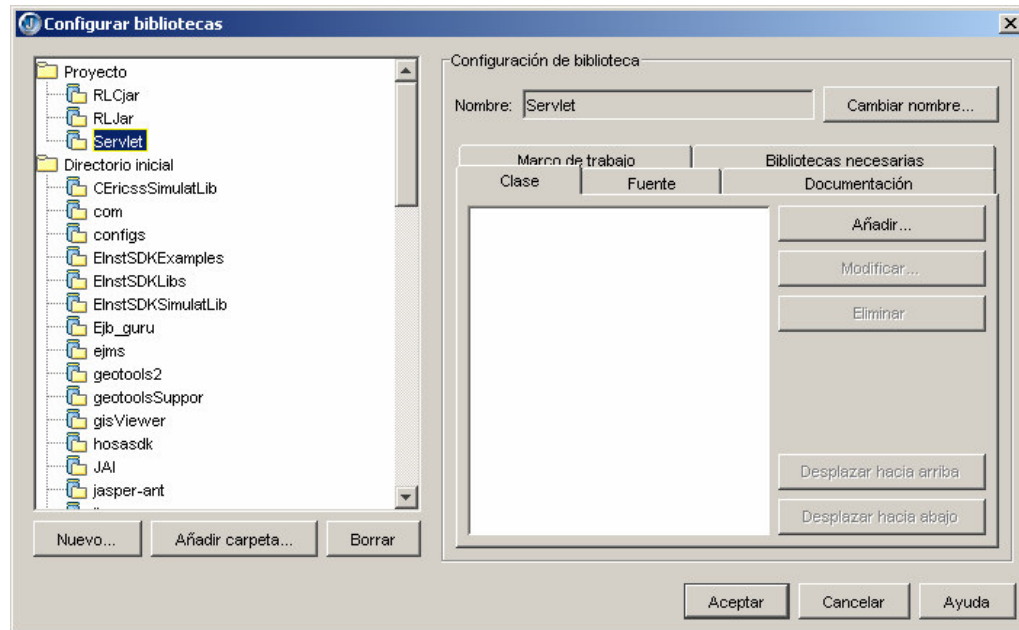 Configurar bibliotecas
Proyecto
RLCjar
RLJar
Servlet
Directorio inicial
CEricssSimulatLib
com
configs
EInstSDKExamples
EInstSDKLibs
EInstSDKSimulatLib
Ejb_guru
ejms
geotools2
geotoolsSuppor
gisViewer
hosasdk
JAI
jasper-ant
Nuevo...
Añadir carpeta...
Borrar
Configuración de biblioteca
Nombre: Servlet
Cambiar nombre...
Marco de trabajo
Bibliotecas necesarias
Clase
Fuente
Documentación
Añadir...
Modificar...
Eliminar
Desplazar hacia arriba
Desplazar hacia abajo
Aceptar
Cancelar
Ayuda